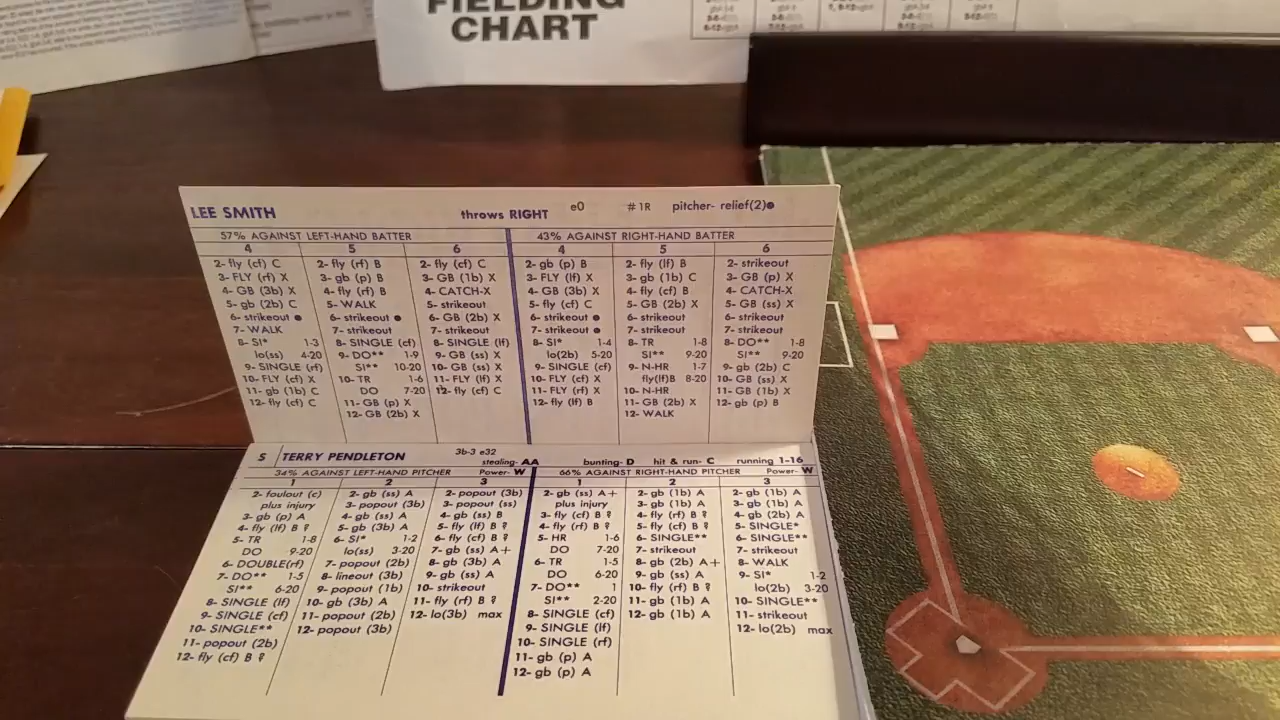 FIELDING
CHART
LEE SMITH throws RIGHT e0 #1R pitcher- relief(2)●
57% AGAINST LEFT-HAND BATTER 43% AGAINST RIGHT-HAND BATTER
4 5 6 4 5 6
2- fly (cf) C 2- fly (rf) B 2- fly (cf) C 2- gb (p) B 2- fly (lf) B 2- strikeout
3- FLY (rf) X 3- gb (p) B 3- GB (1b) X 3- FLY (lf) X 3- gb (1b) C 3- GB (p) X
4- GB (3b) X 4- fly (rf) B 4- CATCH-X 4- GB (3b) X 4- fly (cf) B 4- CATCH-X
5- gb (2b) C 5- WALK 5- strikeout 5- fly (cf) C 5- GB (2b) X 5- GB (ss) X
6- strikeout ● 6- strikeout ● 6- GB (2b) X 6- strikeout ● 6- strikeout 6- strikeout
7- WALK 7- strikeout 7- strikeout 7- strikeout ● 7- strikeout 7- strikeout
8- SI* 1-3 8- SINGLE (cf) 8- SINGLE (lf) 8- SI* 1-4 8- TR 1-8 8- DO** 1-8
lo(ss) 4-20 9- DO** 1-9 9- GB (ss) X lo(2b) 5-20 SI** 9-20 SI** 9-20
9- SINGLE (rf) SI** 10-20 10- GB (ss) X 9- SINGLE (cf) 9- N-HR 1-7 9- gb (2b) C
10- FLY (cf) X 10- TR 1-6 11- FLY (lf) X 10- FLY (cf) X fly(lf)B 8-20 10- GB (ss) X
11- gb (1b) C DO 7-20 12- fly (cf) C 11- FLY (rf) X 10- N-HR 11- GB (1b) X
12- fly (cf) C 11- GB (p) X 12- fly (lf) B 11- GB (2b) X 12- gb (p) B
12- GB (2b) X 12- WALK
S TERRY PENDLETON 3b-3 e32
stealing- AA bunting- D hit & run- C running 1-16
34% AGAINST LEFT-HAND PITCHER Power- W 66% AGAINST RIGHT-HAND PITCHER Power- W
1 2 3 1 2 3
2- foulout (c) 2- gb (ss) A 2- popout (3b) 2- gb (ss) A+ 2- gb (1b) A 2- gb (1b) A
plus injury 3- popout (3b) 3- popout (ss) plus injury 3- gb (1b) A 3- gb (1b) A
3- gb (p) A 4- gb (ss) A 4- gb (ss) B 3- fly (cf) B ? 4- fly (rf) B ? 4- gb (2b) A
4- fly (lf) B ? 5- gb (3b) A 5- fly (lf) B ? 4- fly (rf) B ? 5- fly (cf) B ? 5- SINGLE*
5- TR 1-8 6- SI* 1-2 6- fly (cf) B ? 5- HR 1-6 6- SINGLE** 6- SINGLE**
DO 9-20 lo(ss) 3-20 7- gb (ss) A+ DO 7-20 7- strikeout 7- strikeout
6- DOUBLE(rf) 7- popout (2b) 8- gb (3b) A 6- TR 1-5 8- gb (2b) A+ 8- WALK
7- DO** 1-5 8- lineout (3b) 9- gb (ss) A DO 6-20 9- gb (ss) A 9- SI* 1-2
SI** 6-20 9- popout (1b) 10- strikeout 7- DO** 1 10- fly (rf) B ? lo(2b) 3-20
8- SINGLE (lf) 10- gb (3b) A 11- fly (rf) B ? SI** 2-20 11- gb (1b) A 10- SINGLE**
9- SINGLE (cf) 11- popout (2b) 12- lo(3b) max 8- SINGLE (cf) 12- gb (1b) A 11- strikeout
10- SINGLE** 12- popout (3b) 9- SINGLE (lf) 12- lo(2b) max
11- popout (2b) 10- SINGLE (rf)
12- fly (cf) B ? 11- gb (p) A
12- gb (p) A